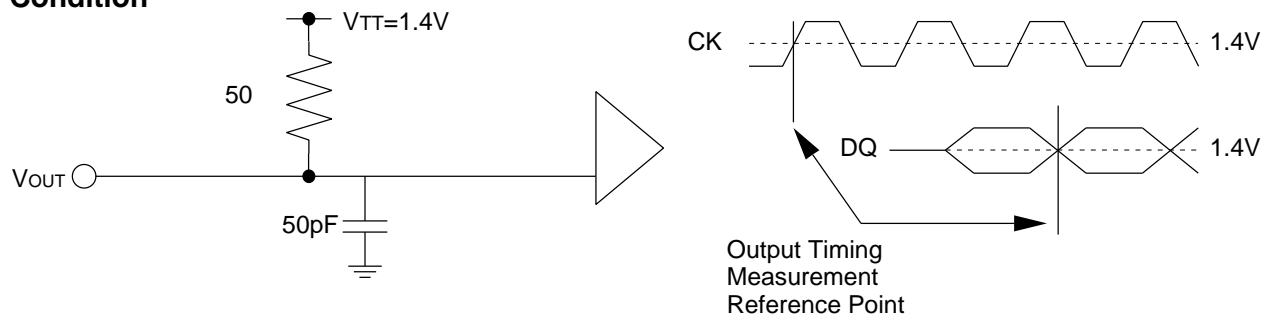 Condition
VTT=1.4V
50
VOUT
50pF
CK
1.4V
DQ
1.4V
Output Timing
Measurement
Reference Point